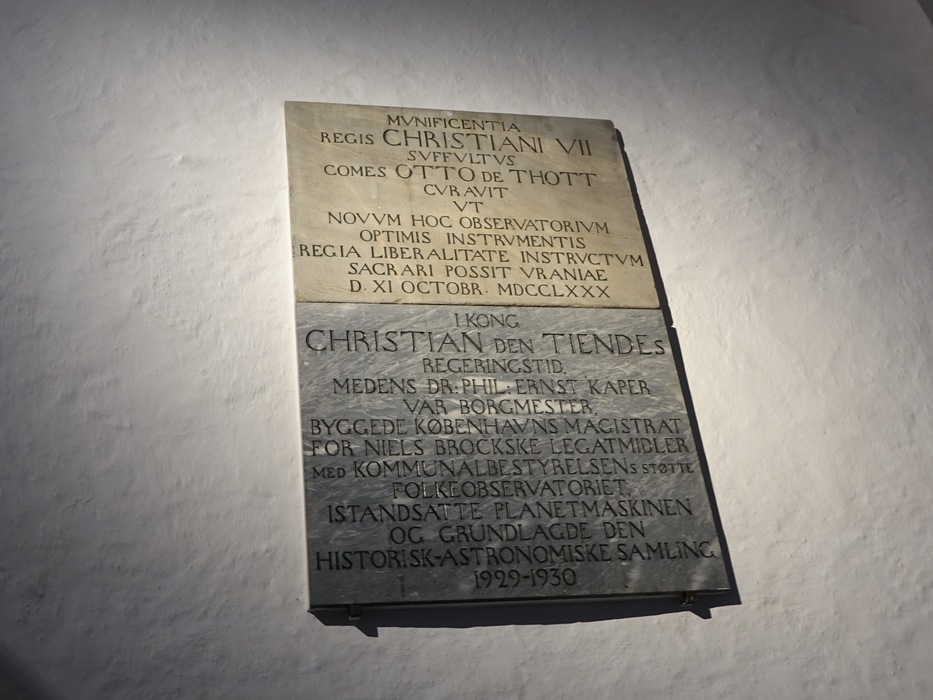 MVNIFICENTIA
REGIS CHRISTIANI VII
SVFFVLTVS
COMES OTTO DE THOTT
CVRAVIT
VT
NOVVM HOC OBSERVATORIVM
OPTIMIS INSTRVMENTIS
REGIA LIBERALITATE INSTRVCTVM
SACRARI POSSIT VRANIAE
D. XI OCTOBR. MDCCLXXX
I KONG
CHRISTIAN DEN TIENDES
REGERINGSTID,
MEDENS DR: PHIL: ERNST KAPER
VAR BORGMESTER,
BYGGEDE KØBENHAVNS MAGISTRAT
FOR NIELS BROCKSKE LEGATMIDLER
MED KOMMUNALBESTYRELSENS STØTTE
FOLKEOBSERVATORIET,
ISTANDSATTE PLANETMASKINEN
OG GRUNDLAGDE DEN
HISTORISK-ASTRONOMISKE SAMLING
1929-1930